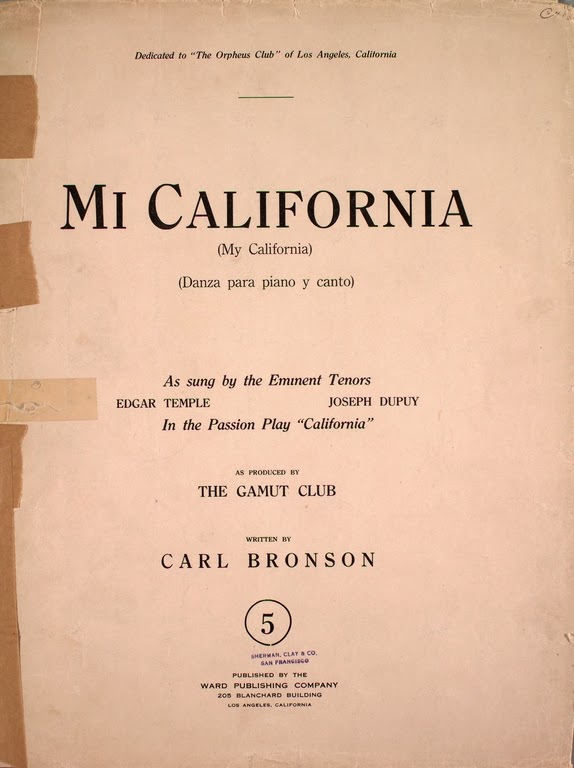 Dedicated to "The Orpheus Club" of Los Angeles, California
MI CALIFORNIA
(My California)
(Danza para piano y canto)
As sung by the Eminent Tenors
EDGAR TEMPLE JOSEPH DUPUY
In the Passion Play "California"
AS PRODUCED BY
THE GAMUT CLUB
WRITTEN BY
CARL BRONSON
5
SHERMAN, CLAY & CO.
SAN FRANCISCO
PUBLISHED BY THE
WARD PUBLISHING COMPANY
205 BLANCHARD BUILDING
LOS ANGELES, CALIFORNIA